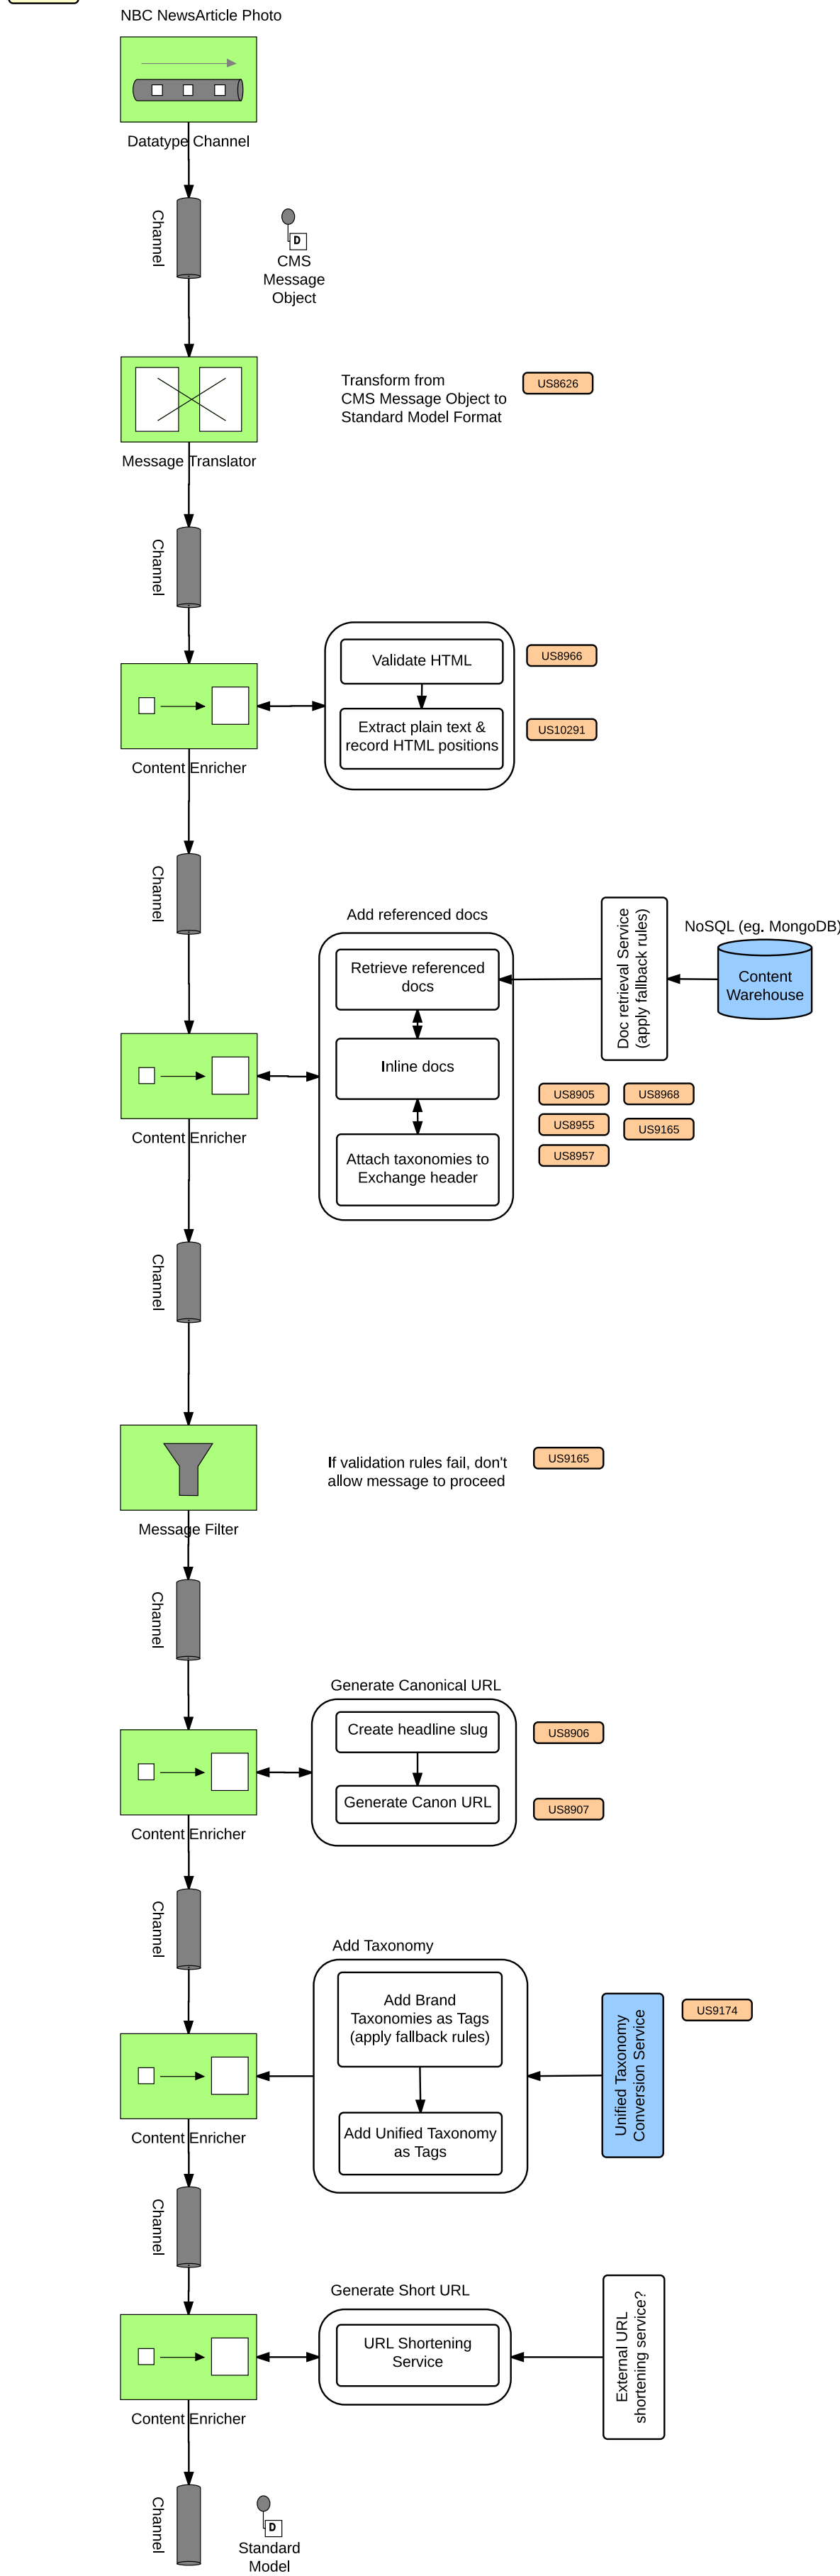 NBC NewsArticle Photo
Datatype Channel
Channel
D
CMS
Message
Object
Transform from
CMS Message Object to
Standard Model Format
US8626
Message Translator
Channel
Validate HTML
US8966
Extract plain text &
record HTML positions
US10291
Content Enricher
Channel
Add referenced docs
Retrieve referenced
docs
Doc retrieval Service
(apply fallback rules)
NoSQL (eg. MongoDB)
Content
Warehouse
Inline docs
Attach taxonomies to
Exchange header
US8905
US8968
US8955
US9165
US8957
Content Enricher
Channel
If validation rules fail, don't
allow message to proceed
US9165
Message Filter
Channel
Generate Canonical URL
Create headline slug
US8906
Generate Canon URL
US8907
Content Enricher
Channel
Add Taxonomy
Add Brand
Taxonomies as Tags
(apply fallback rules)
Add Unified Taxonomy
as Tags
Unified Taxonomy
Conversion Service
US9174
Content Enricher
Channel
Generate Short URL
URL Shortening
Service
External URL
shortening service?
Content Enricher
Channel
D
Standard
Model